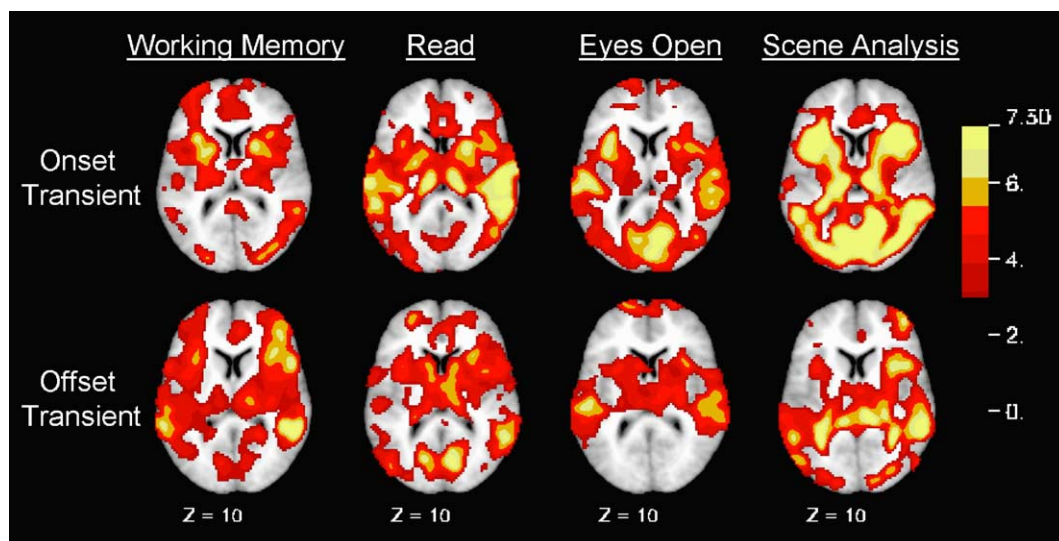 Working Memory Read Eyes Open Scene Analysis
Onset
Transient
7.30
6.
4.
2.
0.
Offset
Transient
Z = 10 Z = 10 Z = 10 Z = 10